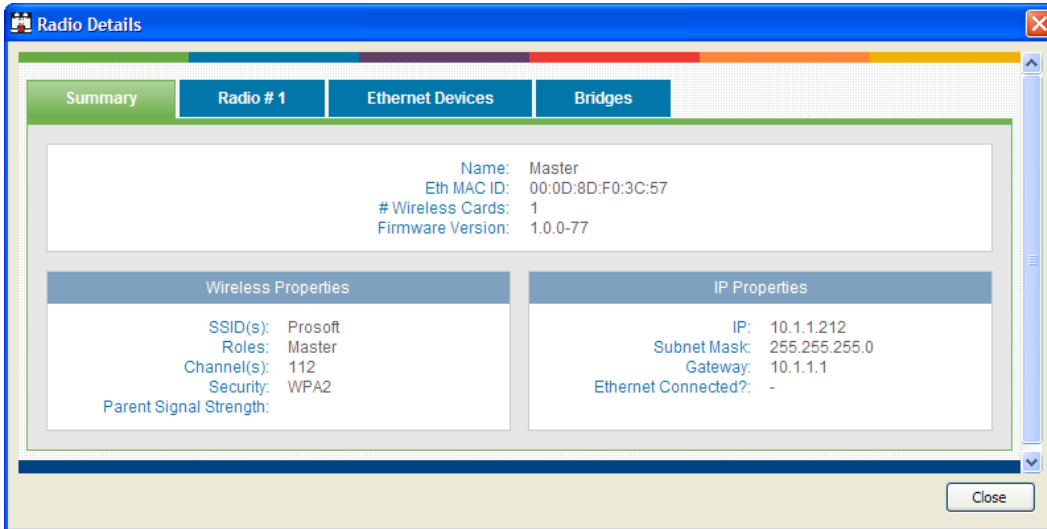 Radio Details
Summary
Radio # 1
Ethernet Devices
Bridges
Name: Master
Eth MAC ID: 00:0D:8D:F0:3C:57
# Wireless Cards: 1
Firmware Version: 1.0.0-77
Wireless Properties
SSID(s): Prosoft
Roles: Master
Channel(s): 112
Security: WPA2
Parent Signal Strength:
IP Properties
IP: 10.1.1.212
Subnet Mask: 255.255.255.0
Gateway: 10.1.1.1
Ethernet Connected?: -
Close